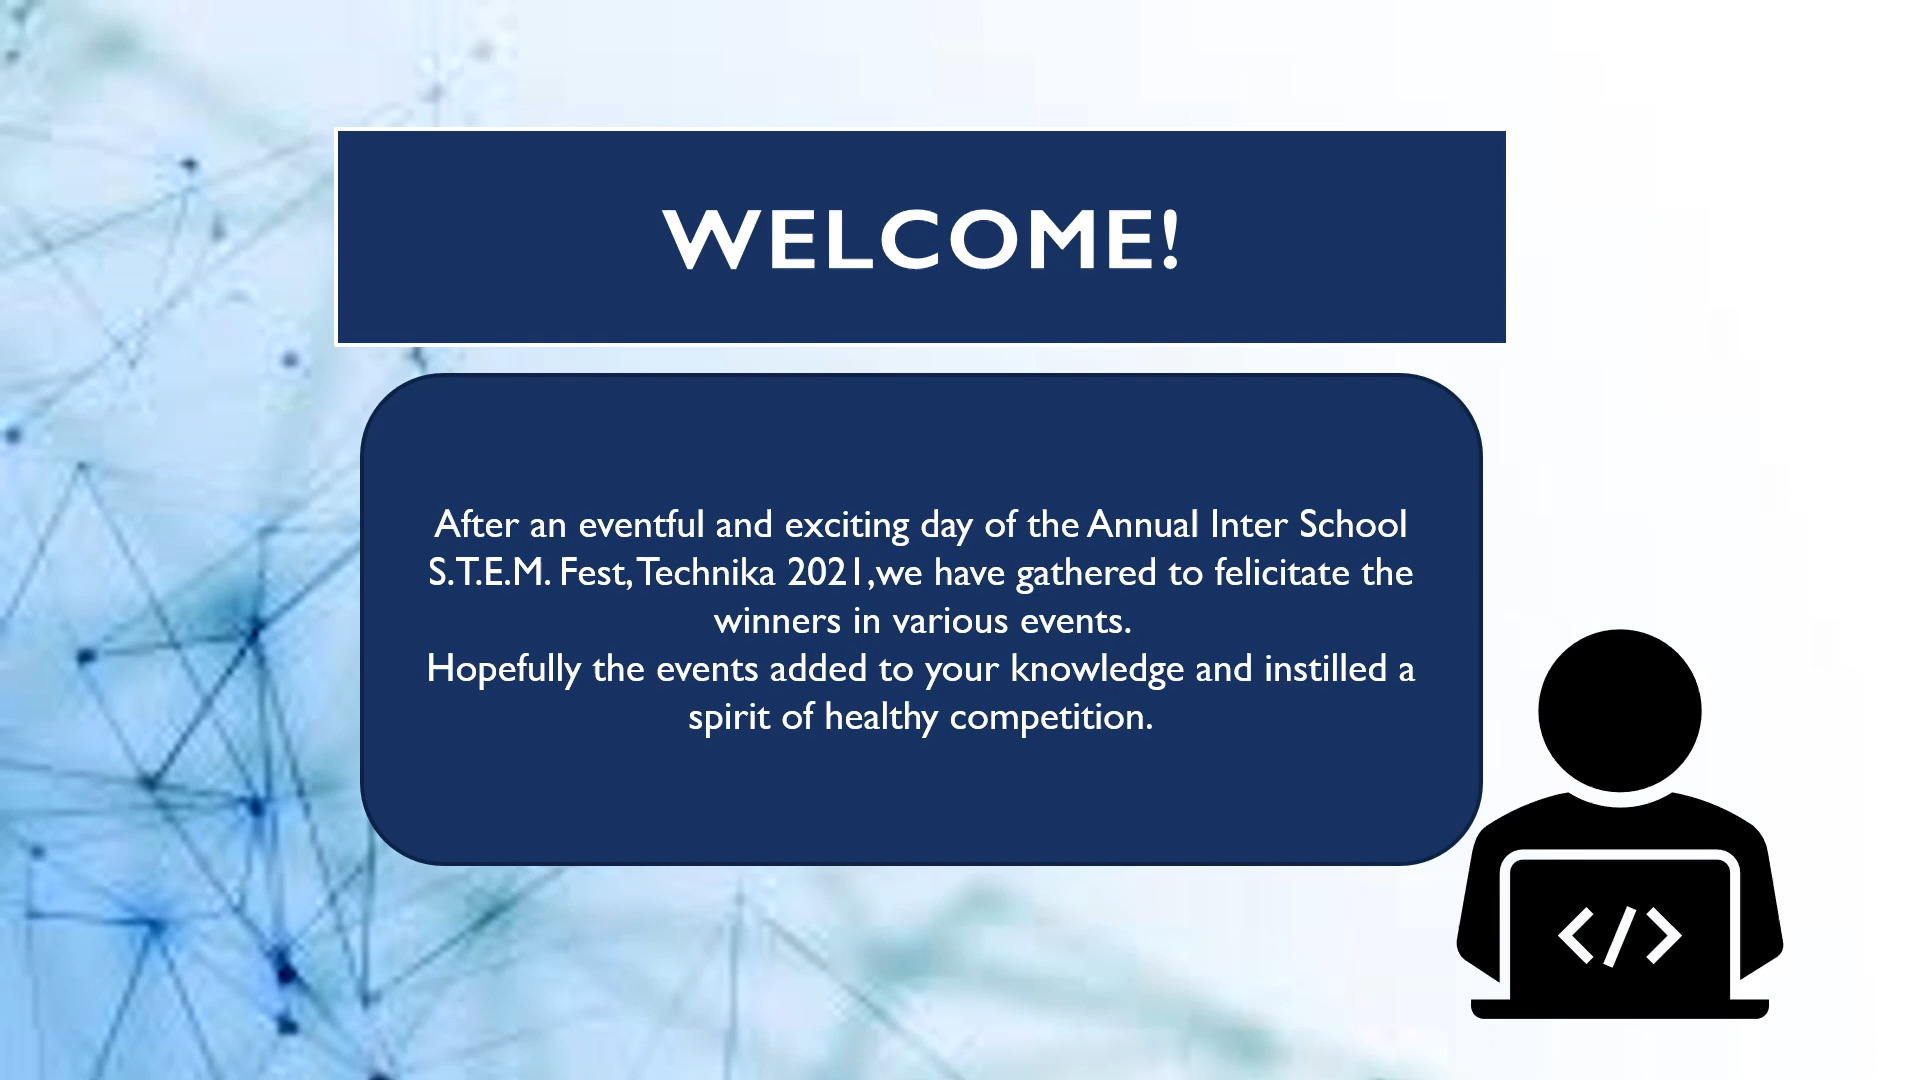 WELCOME!
After an eventful and exciting day of the Annual Inter School
S.T.E.M. Fest, Technika 2021,we have gathered to felicitate the
winners in various events.
Hopefully the events added to your knowledge and instilled a
spirit of healthy competition.
</>